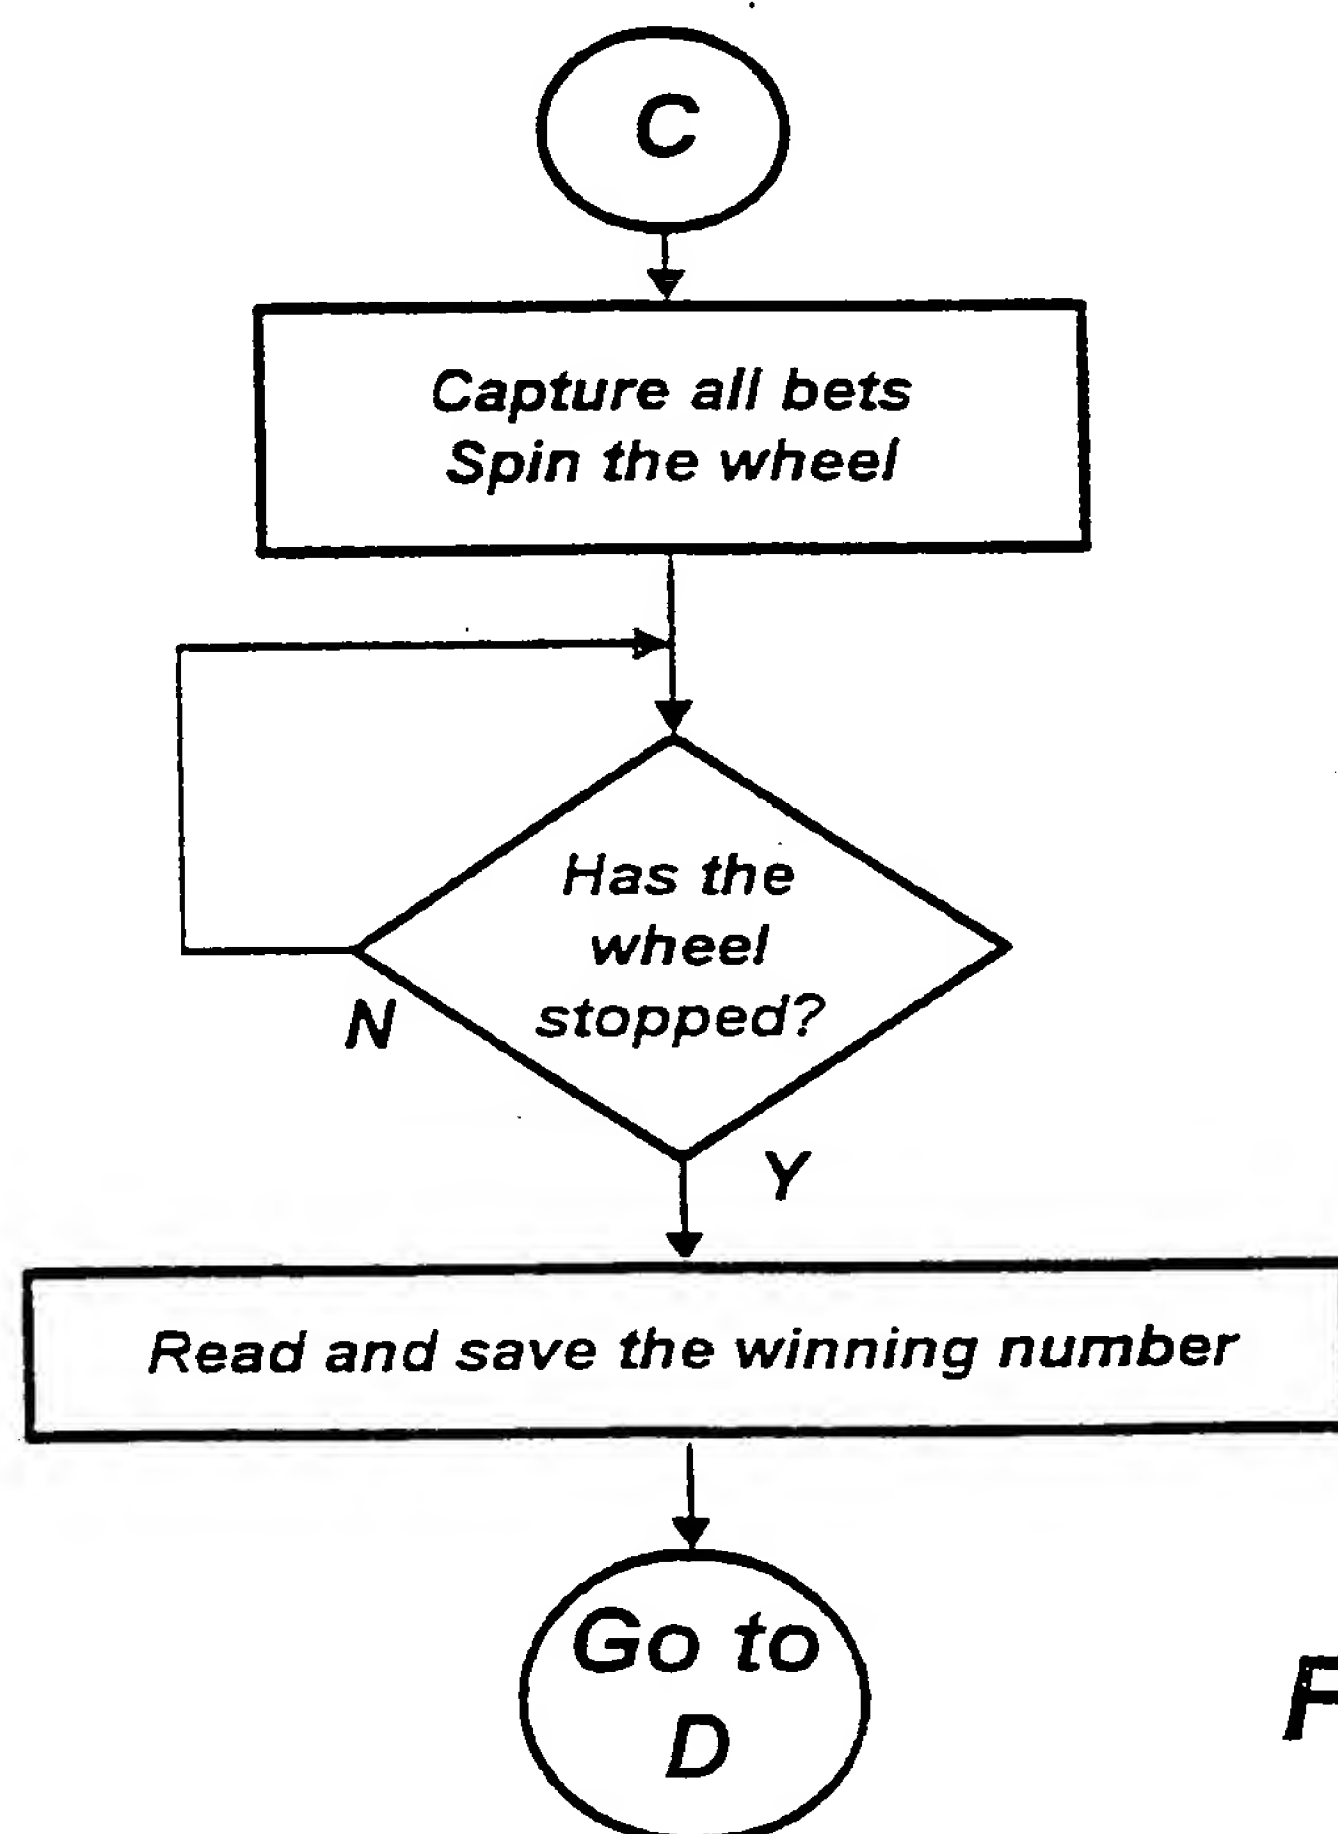 C
Capture all bets
Spin the wheel
Has the
wheel
stopped?
N
Y
Read and save the winning number
Go to
D
F